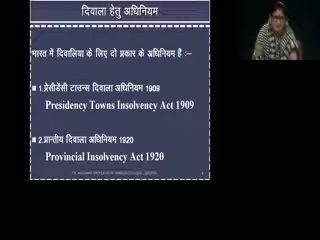 दिवाला हेतु अधिनियम
भारत में दिवालिया के लिए दो प्रकार के अधिनियम हैं :–
1.प्रेसीडेंसी टाउन्स दिवाला अधिनियम 1909
Presidency Towns Insolvency Act 1909
2.प्रान्तीय दिवाला अधिनियम 1920
Provincial Insolvency Act 1920